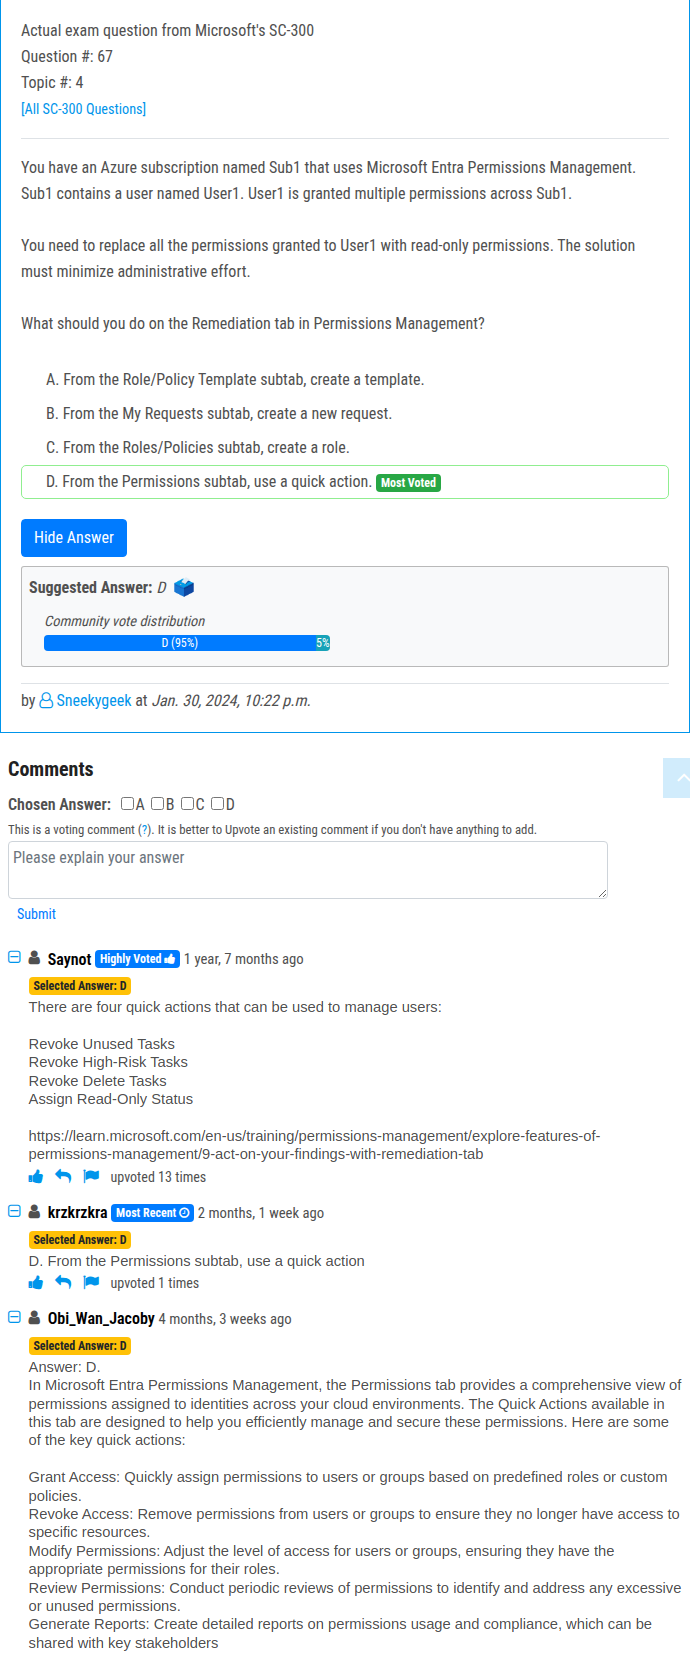 Actual exam question from Microsoft's SC-300
Question #: 67
Topic #: 4
[All SC-300 Questions]
You have an Azure subscription named Sub1 that uses Microsoft Entra Permissions Management.
Sub1 contains a user named User1. User1 is granted multiple permissions across Sub1.
You need to replace all the permissions granted to User1 with read-only permissions. The solution
must minimize administrative effort.
What should you do on the Remediation tab in Permissions Management?
A. From the Role/Policy Template subtab, create a template.
B. From the My Requests subtab, create a new request.
C. From the Roles/Policies subtab, create a role.
D. From the Permissions subtab, use a quick action. Most Voted
Hide Answer
Suggested Answer: D
Community vote distribution
D (95%) 5%
by Sneekygeek at Jan. 30, 2024, 10:22 p.m.
Comments
Chosen Answer: A B C D
This is a voting comment (?). It is better to Upvote an existing comment if you don't have anything to add.
Please explain your answer
Submit
Saynot Highly Voted 1 year, 7 months ago
Selected Answer: D
There are four quick actions that can be used to manage users:
Revoke Unused Tasks
Revoke High-Risk Tasks
Revoke Delete Tasks
Assign Read-Only Status
https://learn.microsoft.com/en-us/training/permissions-management/explore-features-of-
permissions-management/9-act-on-your-findings-with-remediation-tab
upvoted 13 times
krzkrzkra Most Recent 2 months, 1 week ago
Selected Answer: D
D. From the Permissions subtab, use a quick action
upvoted 1 times
Obi_Wan_Jacoby 4 months, 3 weeks ago
Selected Answer: D
Answer: D.
In Microsoft Entra Permissions Management, the Permissions tab provides a comprehensive view of
permissions assigned to identities across your cloud environments. The Quick Actions available in
this tab are designed to help you efficiently manage and secure these permissions. Here are some
of the key quick actions:
Grant Access: Quickly assign permissions to users or groups based on predefined roles or custom
policies.
Revoke Access: Remove permissions from users or groups to ensure they no longer have access to
specific resources.
Modify Permissions: Adjust the level of access for users or groups, ensuring they have the
appropriate permissions for their roles.
Review Permissions: Conduct periodic reviews of permissions to identify and address any excessive
or unused permissions.
Generate Reports: Create detailed reports on permissions usage and compliance, which can be
shared with key stakeholders